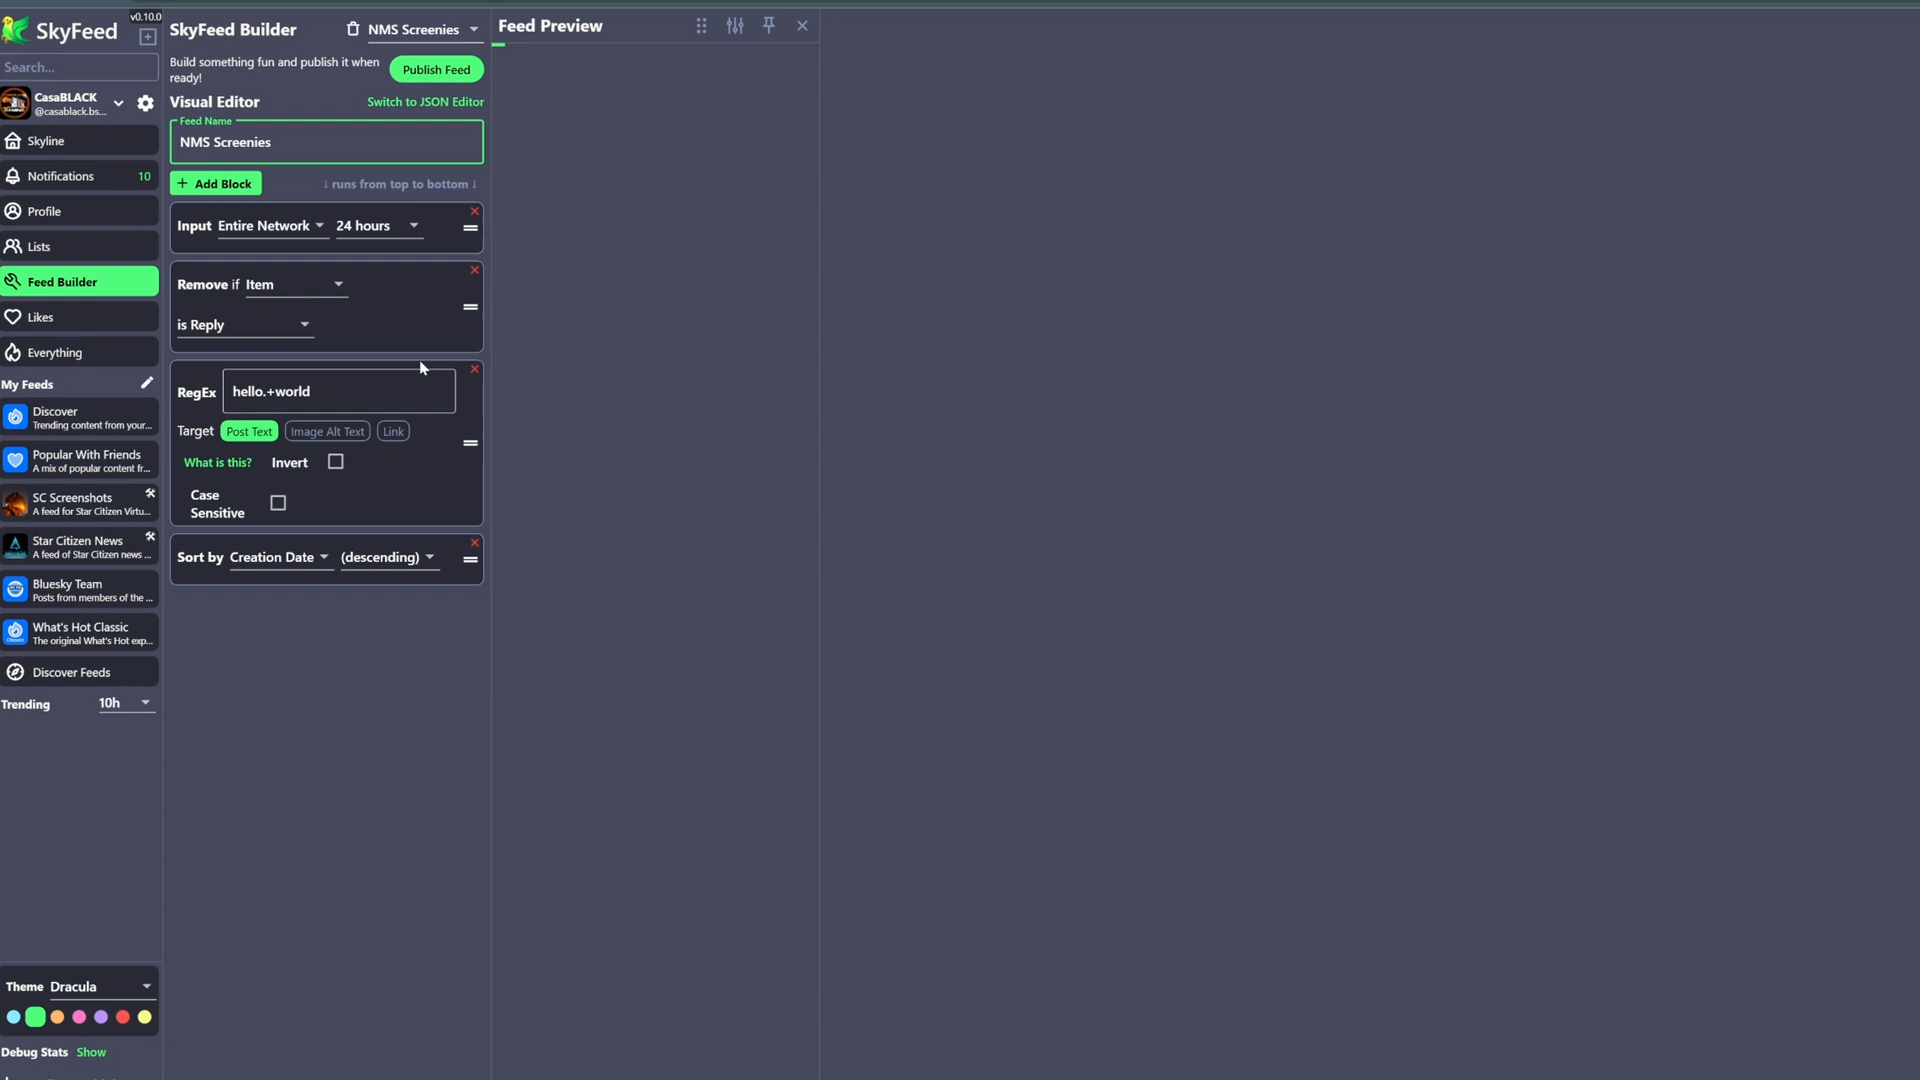 v0.10.0
SkyFeed
Search...
CasaBLACK
@casablack.bs...
Skyline
Notifications 10
Profile
Lists
Feed Builder
Likes
Everything
My Feeds
Discover
Trending content from your...
Popular With Friends
A mix of popular content fr...
SC Screenshots
A feed for Star Citizen Virtu...
Star Citizen News
A feed of Star Citizen news ...
Bluesky Team
Posts from members of the ...
What's Hot Classic
The original What's Hot exp...
Discover Feeds
Trending 10h
Theme Dracula
Debug Stats Show
SkyFeed Builder NMS Screenies
Build something fun and publish it when
ready!
Publish Feed
Visual Editor Switch to JSON Editor
Feed Name
NMS Screenies
+ Add Block ↓ runs from top to bottom ↓
Input Entire Network 24 hours
Remove if Item
is Reply
RegEx hello.+world
Target Post Text Image Alt Text Link
What is this? Invert
Case
Sensitive
Sort by Creation Date (descending)
Feed Preview